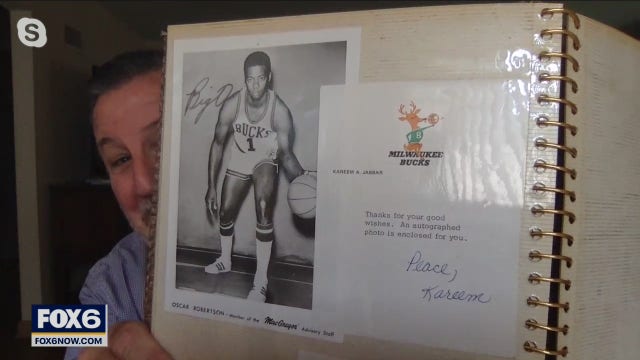 Big O
BUCKS
1
OSCAR ROBERTSON - Member of the MacGregor Advisory Staff
MILWAUKEE
BUCKS
KAREEM A. JABBAR
Thanks for your good
wishes. An autographed
photo is enclosed for you.
Peace,
Kareem
S
FOX6
FOX6NOW.COM